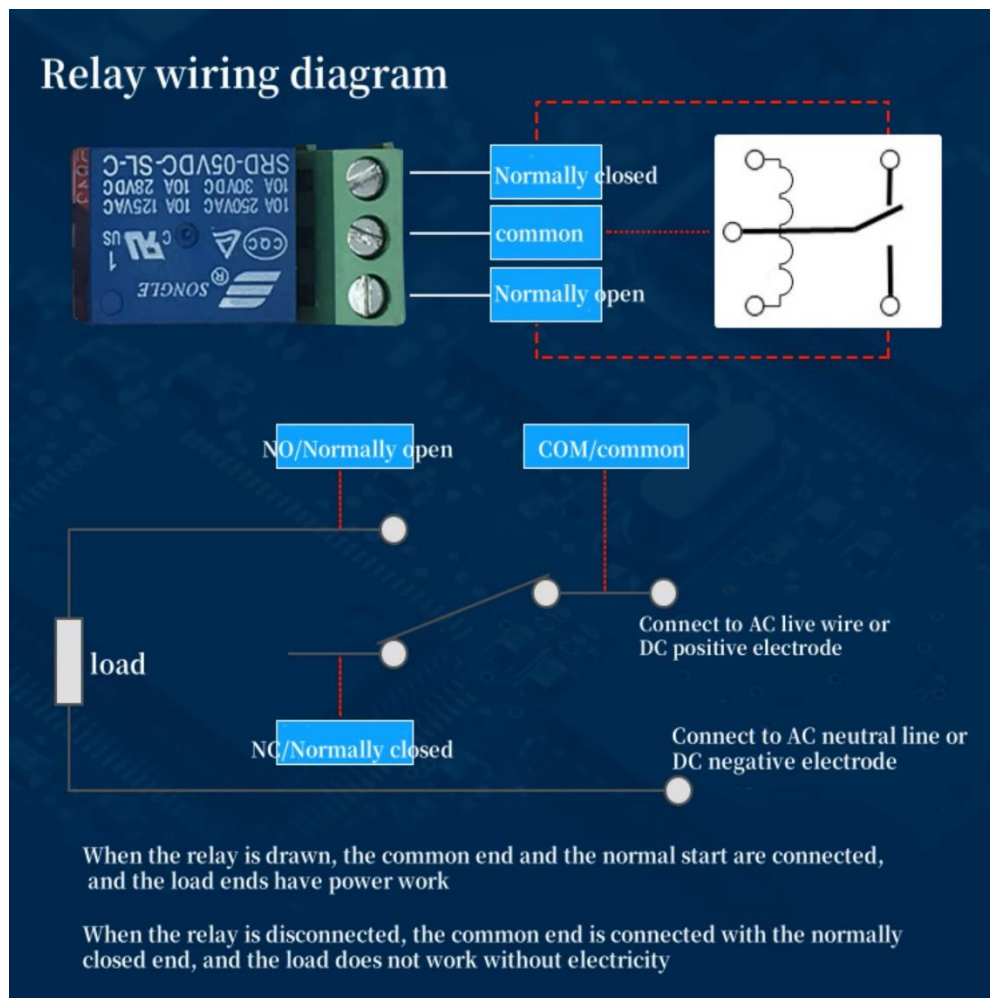 Relay wiring diagram
SRD-05VDC-SL-C
10A 30VDC 10A 28VDC
10A 250VAC 10A 125VAC
CQC
C
US
1
SONGLE
®
Normally closed
common
Normally open
NO/Normally open
COM/common
Connect to AC live wire or
DC positive electrode
load
NC/Normally closed
Connect to AC neutral line or
DC negative electrode
When the relay is drawn, the common end and the normal start are connected,
and the load ends have power work
When the relay is disconnected, the common end is connected with the normally
closed end, and the load does not work without electricity